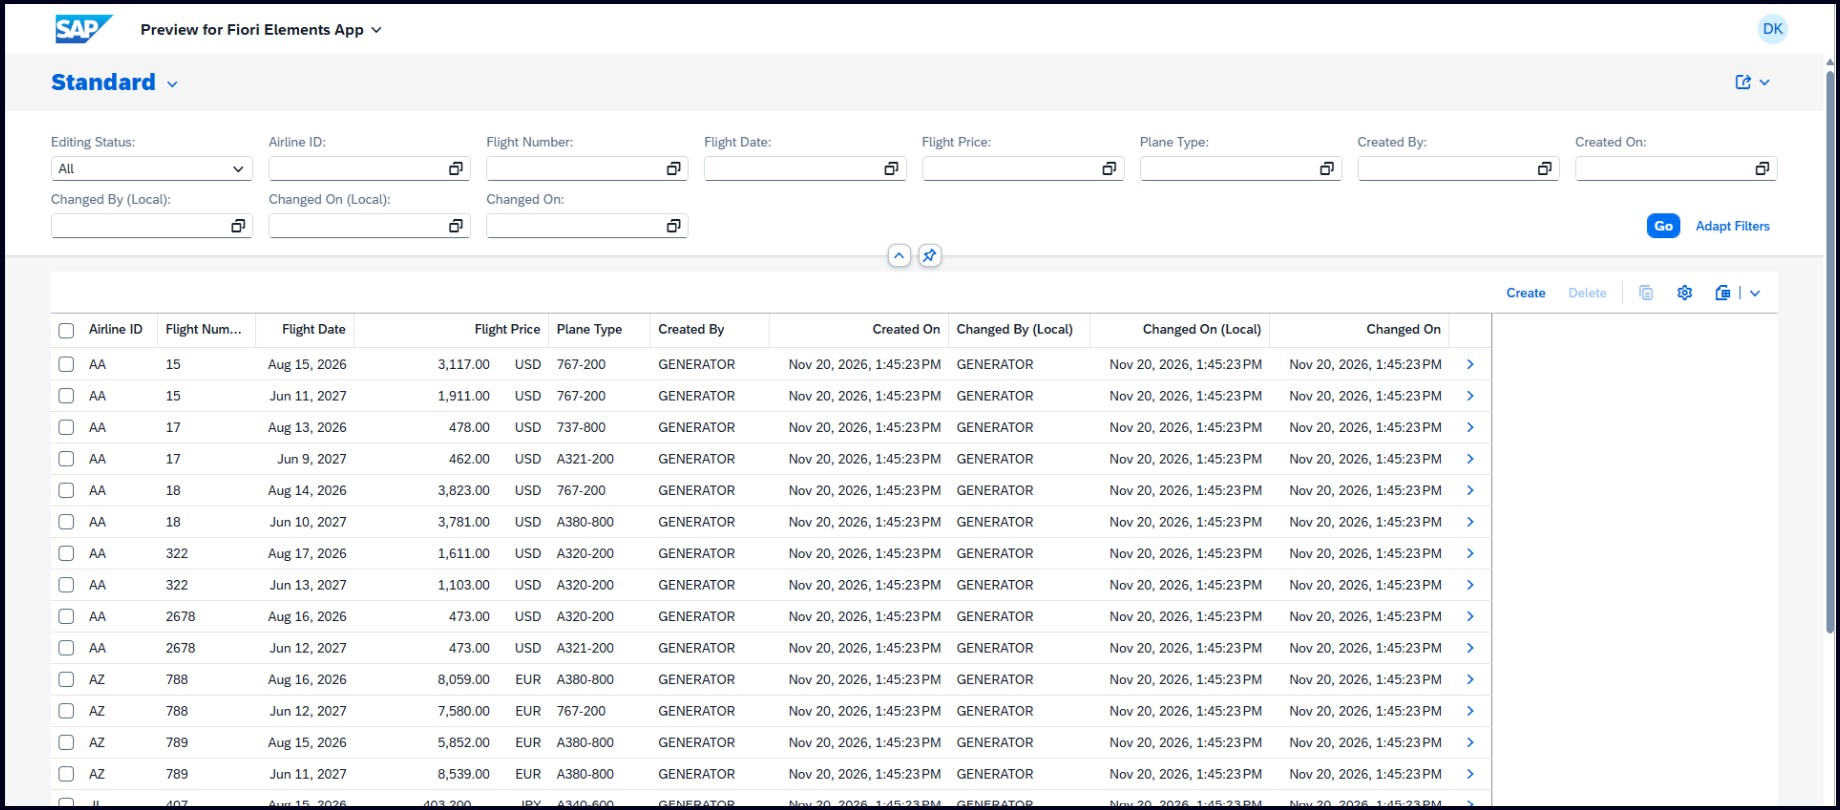 SAP Preview for Fiori Elements App DK
Standard
Editing Status: Airline ID: Flight Number: Flight Date: Flight Price: Plane Type: Created By: Created On:
All
Changed By (Local): Changed On (Local): Changed On:
Go Adapt Filters
Create Delete
Airline ID Flight Num... Flight Date Flight Price Plane Type Created By Created On Changed By (Local) Changed On (Local) Changed On
AA 15 Aug 15, 2026 3,117.00 USD 767-200 GENERATOR Nov 20, 2026, 1:45:23 PM GENERATOR Nov 20, 2026, 1:45:23 PM Nov 20, 2026, 1:45:23 PM
AA 15 Jun 11, 2027 1,911.00 USD 767-200 GENERATOR Nov 20, 2026, 1:45:23 PM GENERATOR Nov 20, 2026, 1:45:23 PM Nov 20, 2026, 1:45:23 PM
AA 17 Aug 13, 2026 478.00 USD 737-800 GENERATOR Nov 20, 2026, 1:45:23 PM GENERATOR Nov 20, 2026, 1:45:23 PM Nov 20, 2026, 1:45:23 PM
AA 17 Jun 9, 2027 462.00 USD A321-200 GENERATOR Nov 20, 2026, 1:45:23 PM GENERATOR Nov 20, 2026, 1:45:23 PM Nov 20, 2026, 1:45:23 PM
AA 18 Aug 14, 2026 3,823.00 USD 767-200 GENERATOR Nov 20, 2026, 1:45:23 PM GENERATOR Nov 20, 2026, 1:45:23 PM Nov 20, 2026, 1:45:23 PM
AA 18 Jun 10, 2027 3,781.00 USD A380-800 GENERATOR Nov 20, 2026, 1:45:23 PM GENERATOR Nov 20, 2026, 1:45:23 PM Nov 20, 2026, 1:45:23 PM
AA 322 Aug 17, 2026 1,611.00 USD A320-200 GENERATOR Nov 20, 2026, 1:45:23 PM GENERATOR Nov 20, 2026, 1:45:23 PM Nov 20, 2026, 1:45:23 PM
AA 322 Jun 13, 2027 1,103.00 USD A320-200 GENERATOR Nov 20, 2026, 1:45:23 PM GENERATOR Nov 20, 2026, 1:45:23 PM Nov 20, 2026, 1:45:23 PM
AA 2678 Aug 16, 2026 473.00 USD A320-200 GENERATOR Nov 20, 2026, 1:45:23 PM GENERATOR Nov 20, 2026, 1:45:23 PM Nov 20, 2026, 1:45:23 PM
AA 2678 Jun 12, 2027 473.00 USD A321-200 GENERATOR Nov 20, 2026, 1:45:23 PM GENERATOR Nov 20, 2026, 1:45:23 PM Nov 20, 2026, 1:45:23 PM
AZ 788 Aug 16, 2026 8,059.00 EUR A380-800 GENERATOR Nov 20, 2026, 1:45:23 PM GENERATOR Nov 20, 2026, 1:45:23 PM Nov 20, 2026, 1:45:23 PM
AZ 788 Jun 12, 2027 7,580.00 EUR 767-200 GENERATOR Nov 20, 2026, 1:45:23 PM GENERATOR Nov 20, 2026, 1:45:23 PM Nov 20, 2026, 1:45:23 PM
AZ 789 Aug 15, 2026 5,852.00 EUR A380-800 GENERATOR Nov 20, 2026, 1:45:23 PM GENERATOR Nov 20, 2026, 1:45:23 PM Nov 20, 2026, 1:45:23 PM
AZ 789 Jun 11, 2027 8,539.00 EUR A380-800 GENERATOR Nov 20, 2026, 1:45:23 PM GENERATOR Nov 20, 2026, 1:45:23 PM Nov 20, 2026, 1:45:23 PM